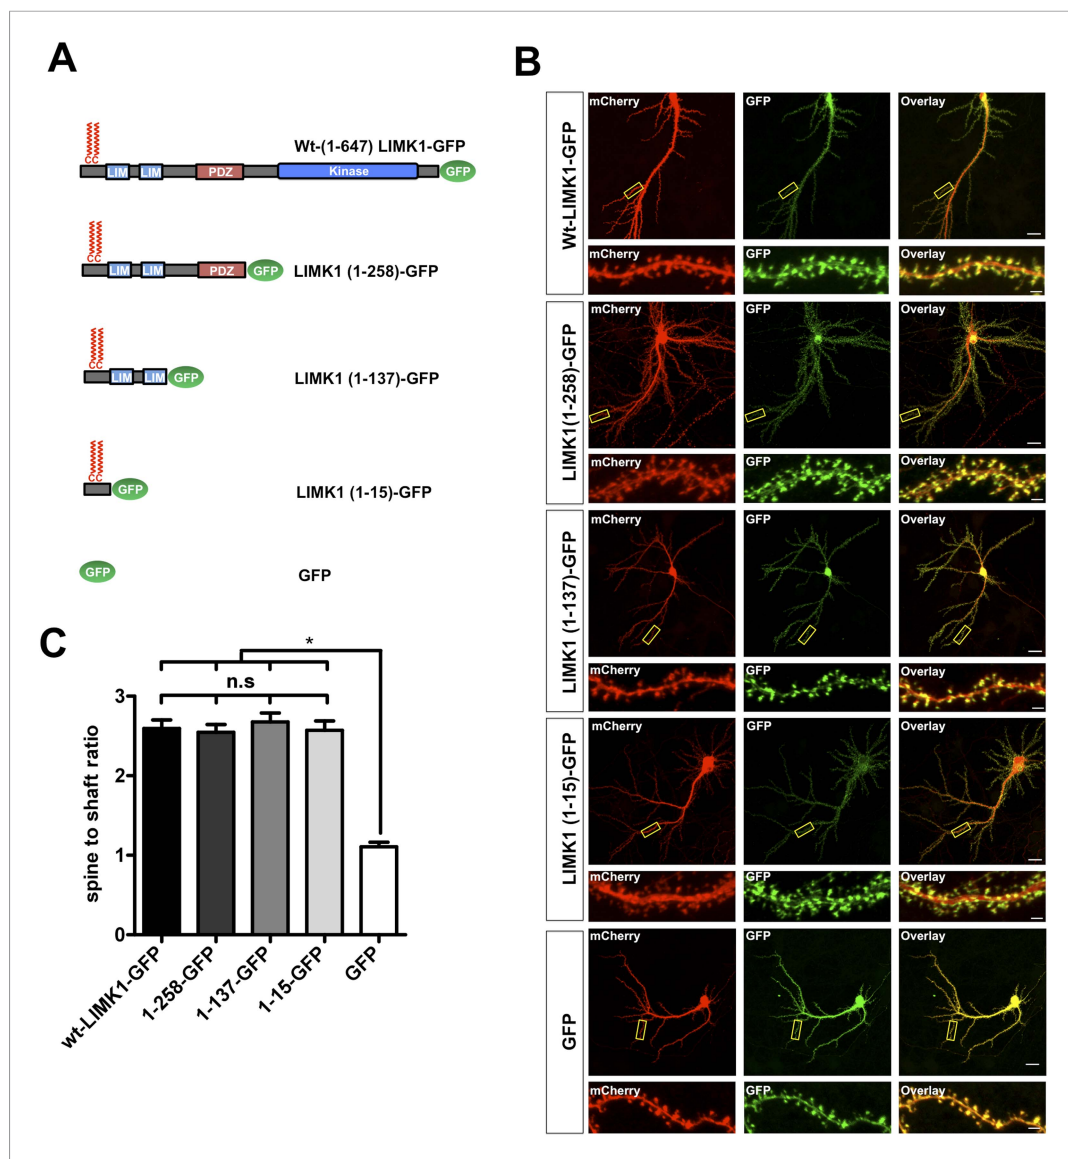 A
Wt-(1-647) LIMK1-GFP
CC
LIM LIM PDZ Kinase GFP
CC
LIM LIM PDZ GFP
LIMK1 (1-258)-GFP
CC
LIM LIM GFP
LIMK1 (1-137)-GFP
CC
GFP
LIMK1 (1-15)-GFP
GFP
GFP
B
Wt-LIMK1-GFP
mCherry GFP Overlay
mCherry GFP Overlay
LIMK1(1-258)-GFP
mCherry GFP Overlay
mCherry GFP Overlay
LIMK1 (1-137)-GFP
mCherry GFP Overlay
mCherry GFP Overlay
LIMK1 (1-15)-GFP
mCherry GFP Overlay
mCherry GFP Overlay
GFP
mCherry GFP Overlay
mCherry GFP Overlay
C
*
n.s
spine to shaft ratio
3
2
1
0
wt-LIMK1-GFP
1-258-GFP
1-137-GFP
1-15-GFP
GFP